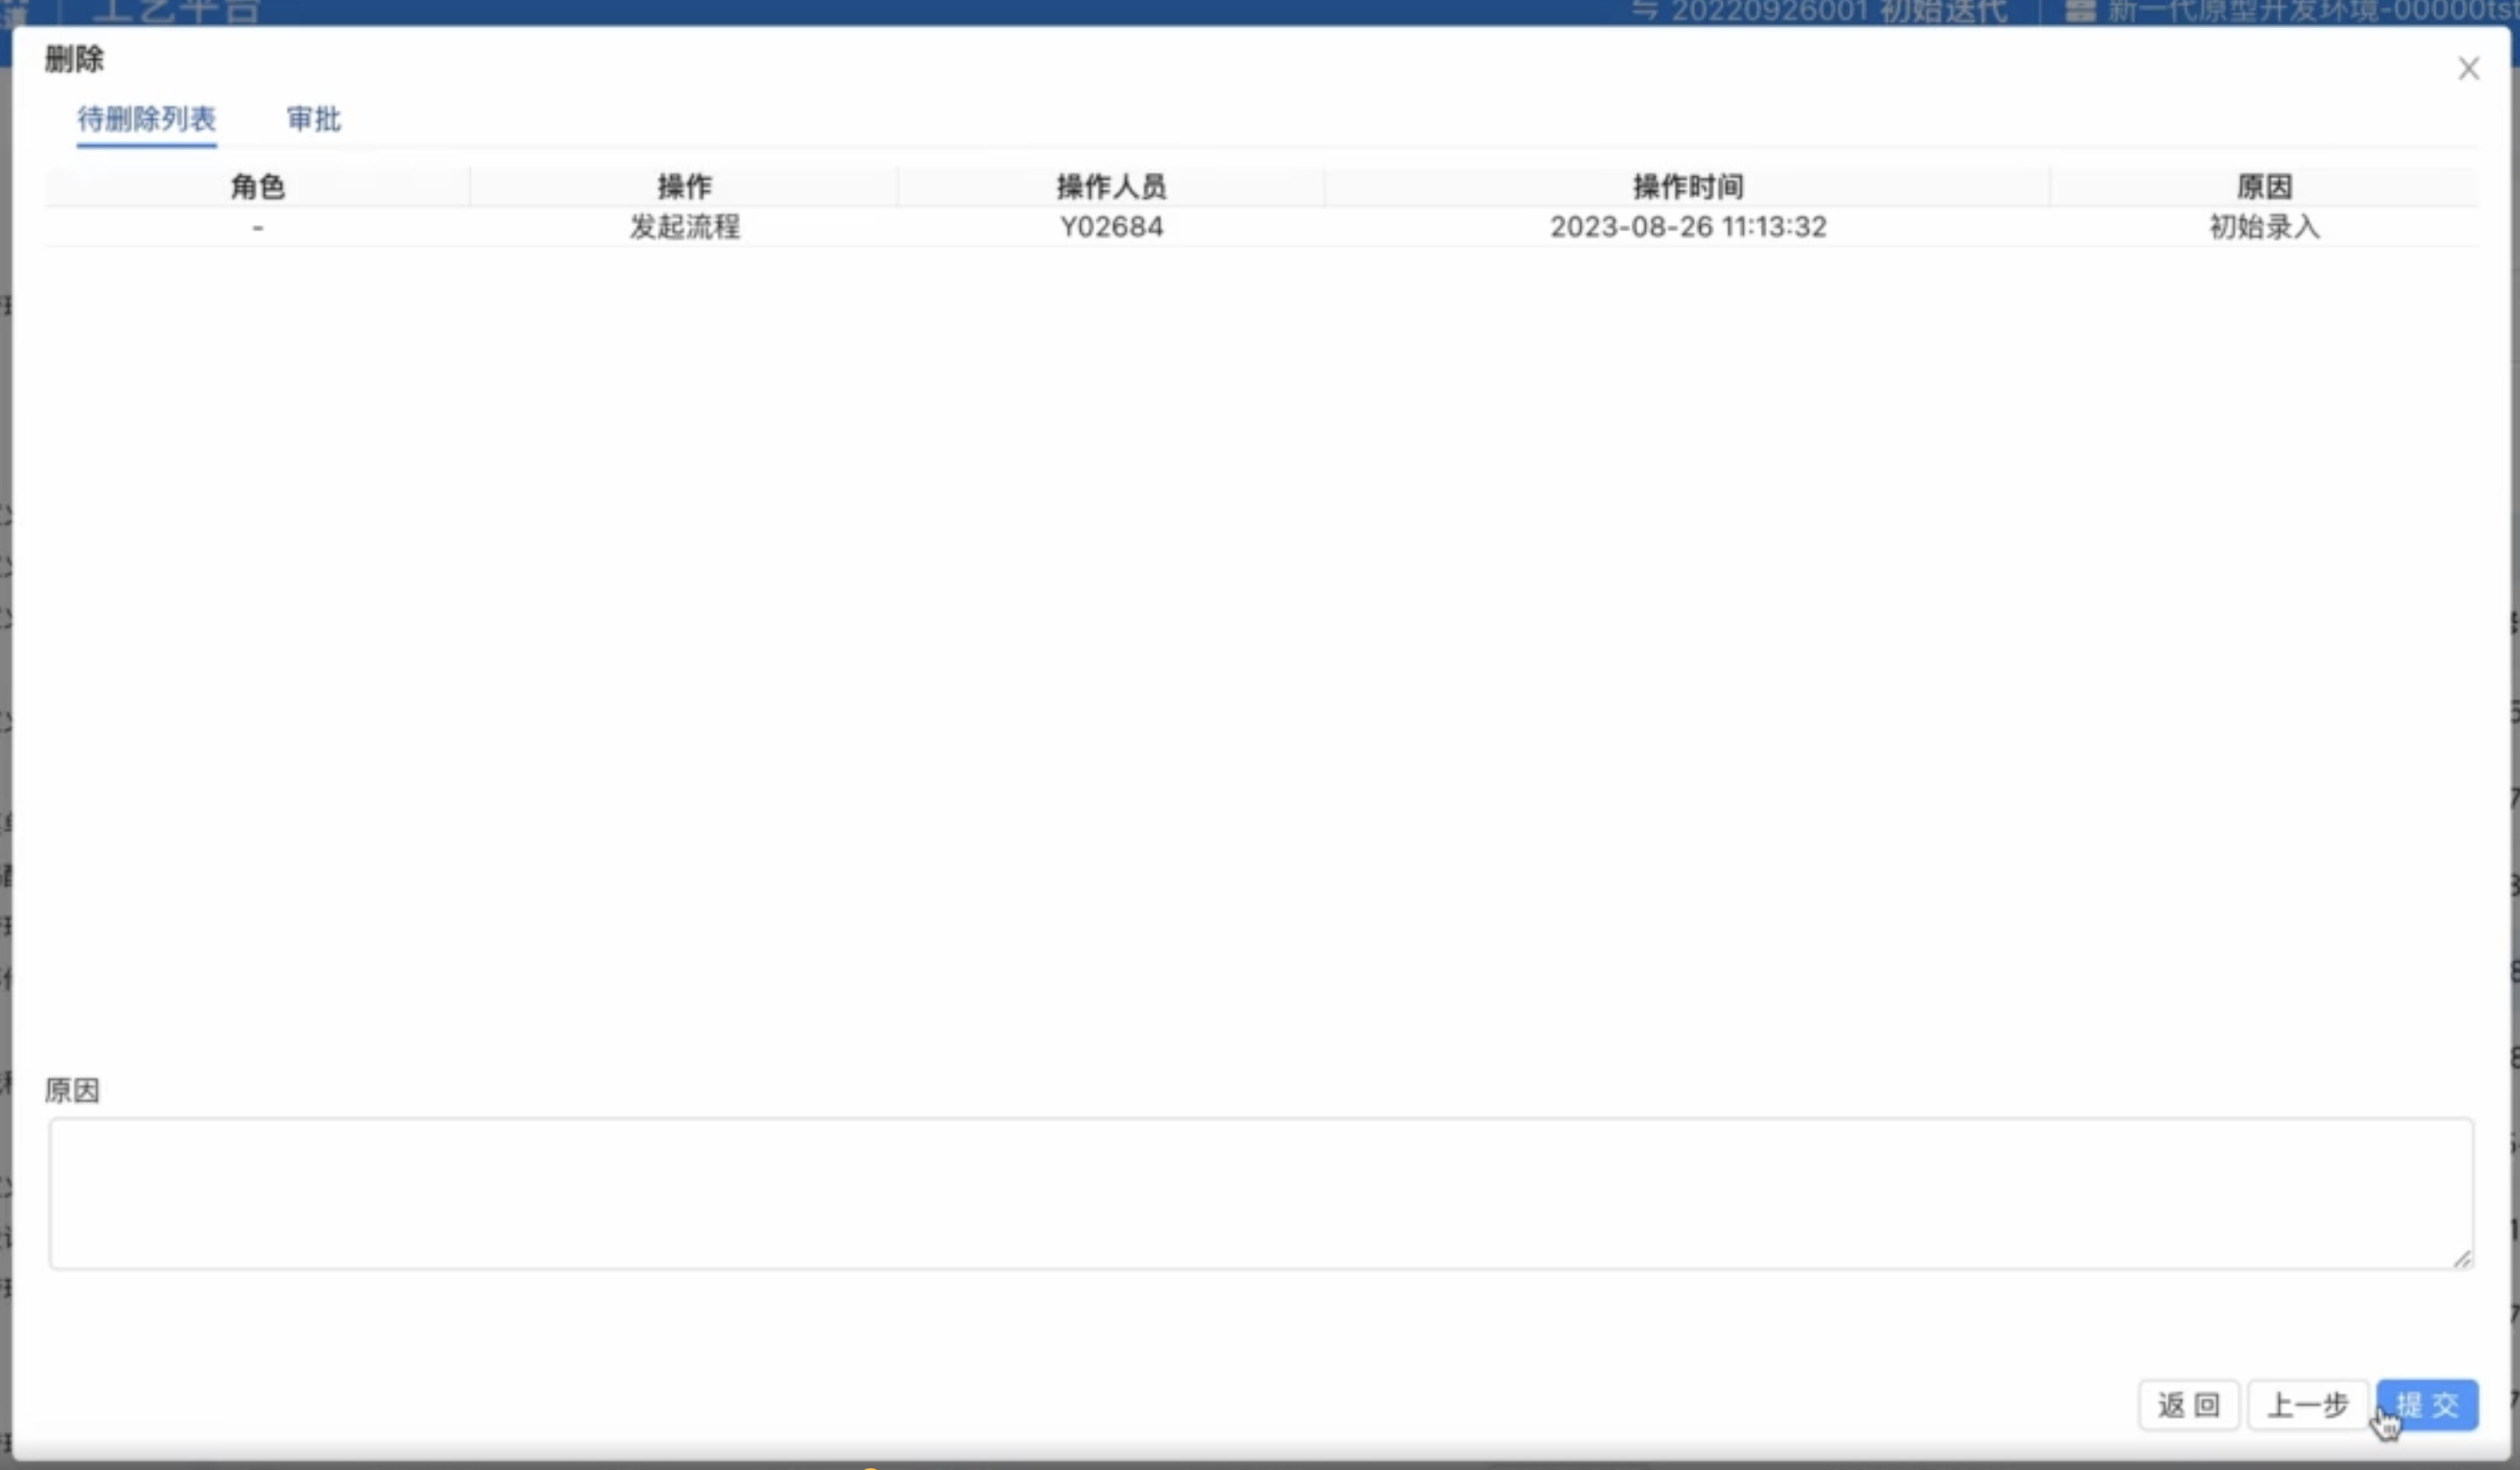 工艺平台 20220926001 初始迭代 新一代原型开发环境-00000tst
删除
待删除列表 审批
角色 操作 操作人员 操作时间 原因
- 发起流程 Y02684 2023-08-26 11:13:32 初始录入
原因
返回 上一步 提交